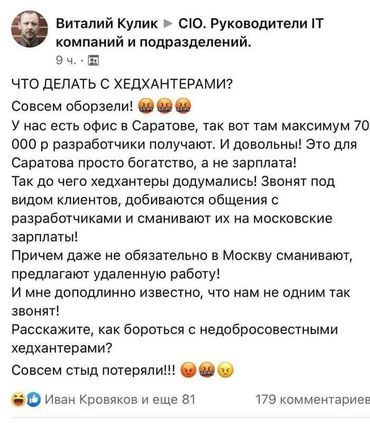 Виталий Кулик ▸ CIO. Руководители IT
компаний и подразделений.
9 ч. ·
ЧТО ДЕЛАТЬ С ХЕДХАНТЕРАМИ?
Совсем оборзели! 🤬🤬🤬
У нас есть офис в Саратове, так вот там максимум 70
000 р разработчики получают. И довольны! Это для
Саратова просто богатство, а не зарплата!
Так до чего хедхантеры додумались! Звонят под
видом клиентов, добиваются общения с
разработчиками и сманивают их на московские
зарплаты!
Причем даже не обязательно в Москву сманивают,
предлагают удаленную работу!
И мне доподлинно известно, что нам не одним так
звонят!
Расскажите, как бороться с недобросовестными
хедхантерами?
Совсем стыд потеряли!!! 😡🤬😠
Иван Кровяков и еще 81 179 комментариев